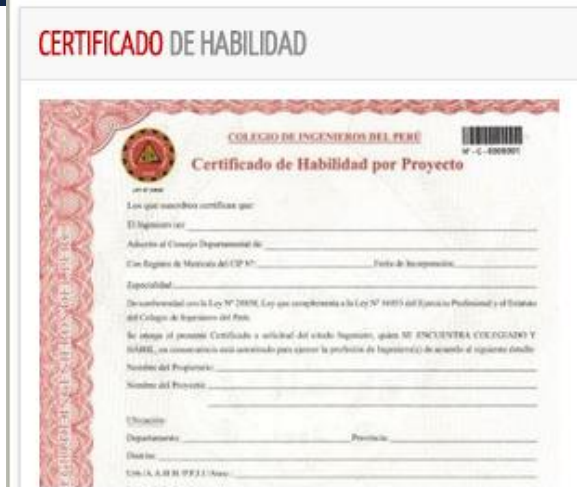 CERTIFICADO DE HABILIDAD
COLEGIO DE INGENIEROS DEL PERÚ
Certificado de Habilidad por Proyecto
Los que suscriben certifican que:
El Ingeniero (a):
Adscrito al Consejo Departamental de:
Con Registro de Matrícula del CIP Nº: Fecha de Incorporación:
Especialidad:
De conformidad con la Ley Nº 28858, Ley que complementa a la Ley Nº 16053 del Ejercicio Profesional y el Estatuto
del Colegio de Ingenieros del Perú.
Se otorga el presente Certificado a solicitud del citado Ingeniero, quien SE ENCUENTRA COLEGIADO Y
HÁBIL, en consecuencia está autorizado para ejercer la profesión de Ingeniero(a) de acuerdo al siguiente detalle:
Nombre del Propietario:
Nombre del Proyecto:
Ubicación:
Departamento: Provincia:
Distrito: